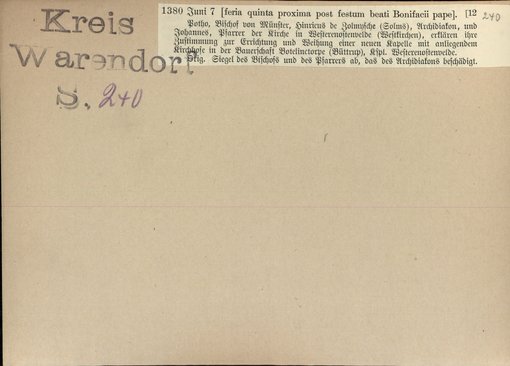 Kreis
Warendorf
S. 240
1380 Juni 7 [feria quinta proxima post festum beati Bonifacii pape]. [12
240
Potho, Bischof von Münster, Hinricus de Zolmyssche (Solms), Archidiakon, und
Johannes, Pfarrer der Kirche in Westerenostenvelde (Westkirchen), erklären ihre
Zustimmung zur Errichtung und Weihung einer neuen Kapelle mit anliegendem
Kirchhofe in der Bauerschaft Botelinctorpe (Büttrup), Kspl. Westerenostenvelde.
Orig. Siegel des Bischofs und des Pfarrers ab, das des Archidiakons beschädigt.